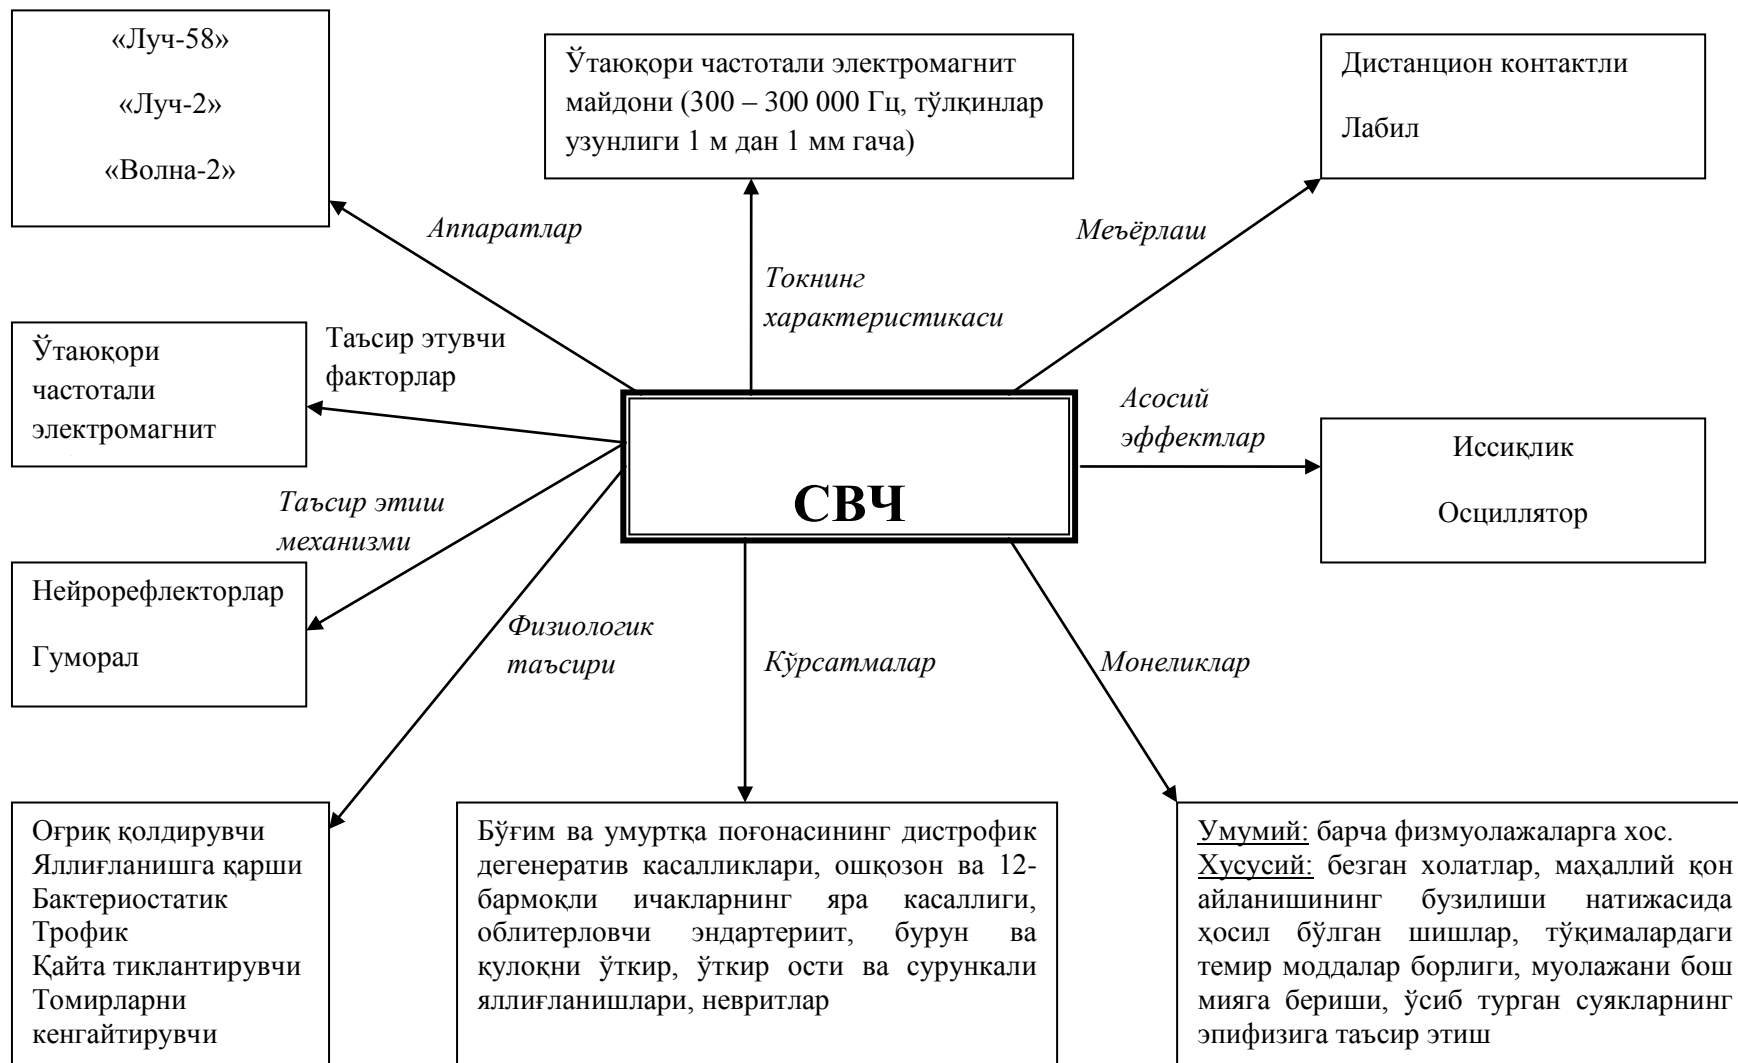 «Луч-58»
«Луч-2»
«Волна-2»
Ўтаюқори частотали электромагнит
майдони (300 – 300 000 Гц, тўлқинлар
узунлиги 1 м дан 1 мм гача)
Дистанцион контактли
Лабил
Аппаратлар
Токнинг
характеристикаси
Меъёрлаш
Ўтаюқори
частотали
электромагнит
Таъсир этувчи
факторлар
СВЧ
Асосий
эффектлар
Иссиқлик
Осциллятор
Таъсир этиш
механизми
Нейрорефлекторлар
Гуморал
Физиологик
таъсири
Кўрсатмалар
Монеликлар
Оғриқ қолдирувчи
Яллиғланишга қарши
Бактериостатик
Трофик
Қайта тиклантирувчи
Томирларни
кенгайтирувчи
Бўғим ва умуртқа поғонасининг дистрофик
дегенератив касалликлари, ошқозон ва 12-
бармоқли ичакларнинг яра касаллиги,
облитерловчи эндартериит, бурун ва
қулоқни ўткир, ўткир ости ва сурункали
яллиғланишлари, невритлар
Умумий: барча физмуолажаларга хос.
Хусусий: безган холатлар, маҳаллий қон
айланишининг бузилиши натижасида
ҳосил бўлган шишлар, тўқималардаги
темир моддалар борлиги, муолажани бош
мияга бериши, ўсиб турган суякларнинг
эпифизига таъсир этиш